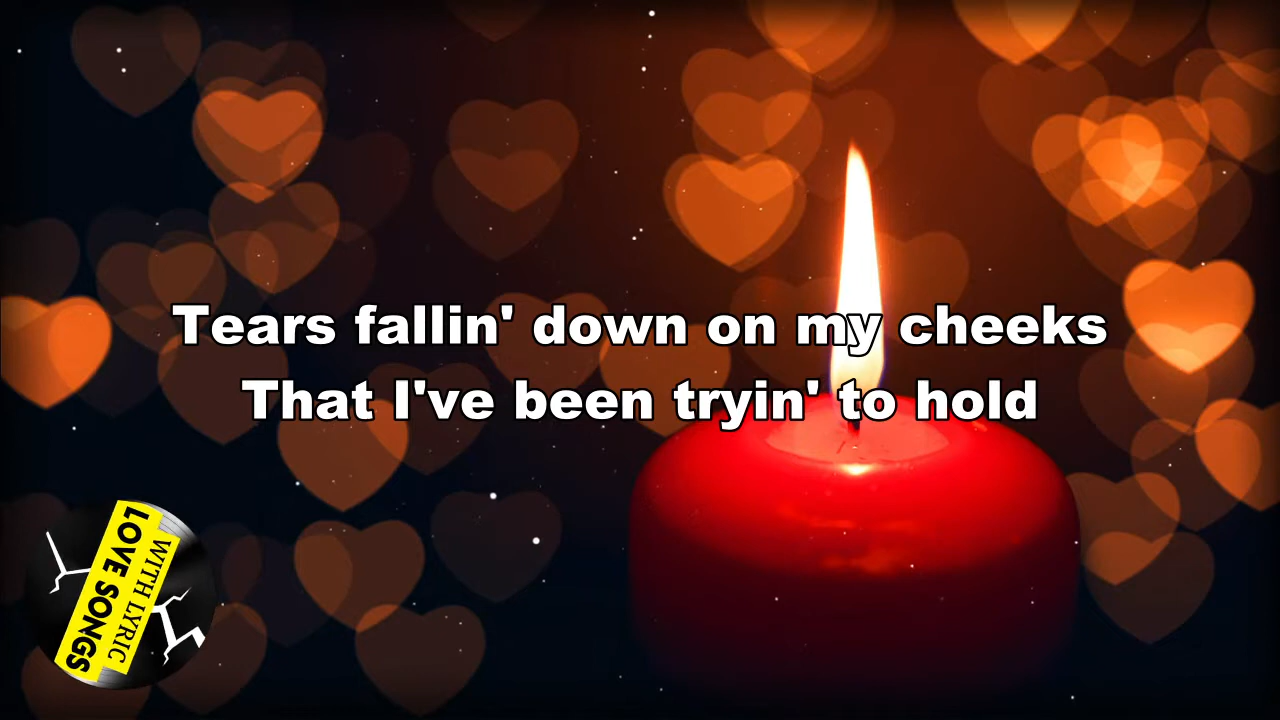 Tears fallin' down on my cheeks
That I've been tryin' to hold
LOVE SONGS
WITH LYRIC